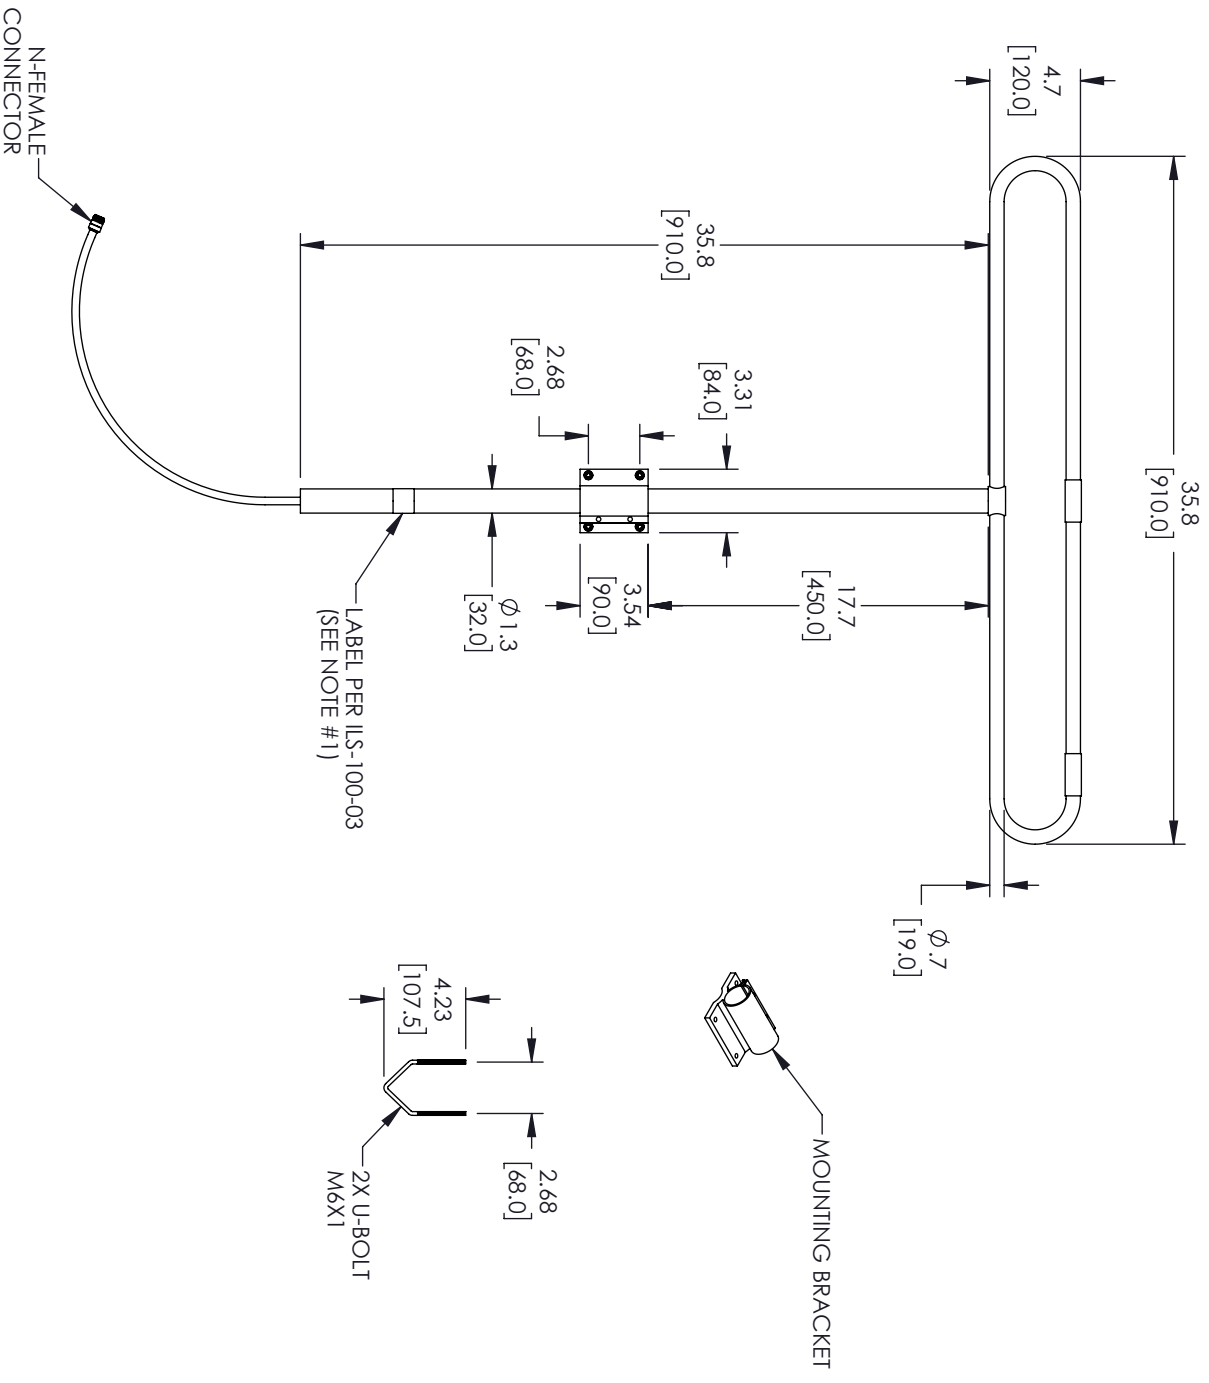 4.7
[120.0]
35.8
[910.0]
35.8
[910.0]
2.68
[68.0]
3.31
[84.0]
17.7
[450.0]
3.54
[90.0]
Ø1.3
[32.0]
Ø.7
[19.0]
N-FEMALE
CONNECTOR
LABEL PER ILS-100-03
(SEE NOTE #1)
MOUNTING BRACKET
4.23
[107.5]
2.68
[68.0]
2X U-BOLT
M6X1